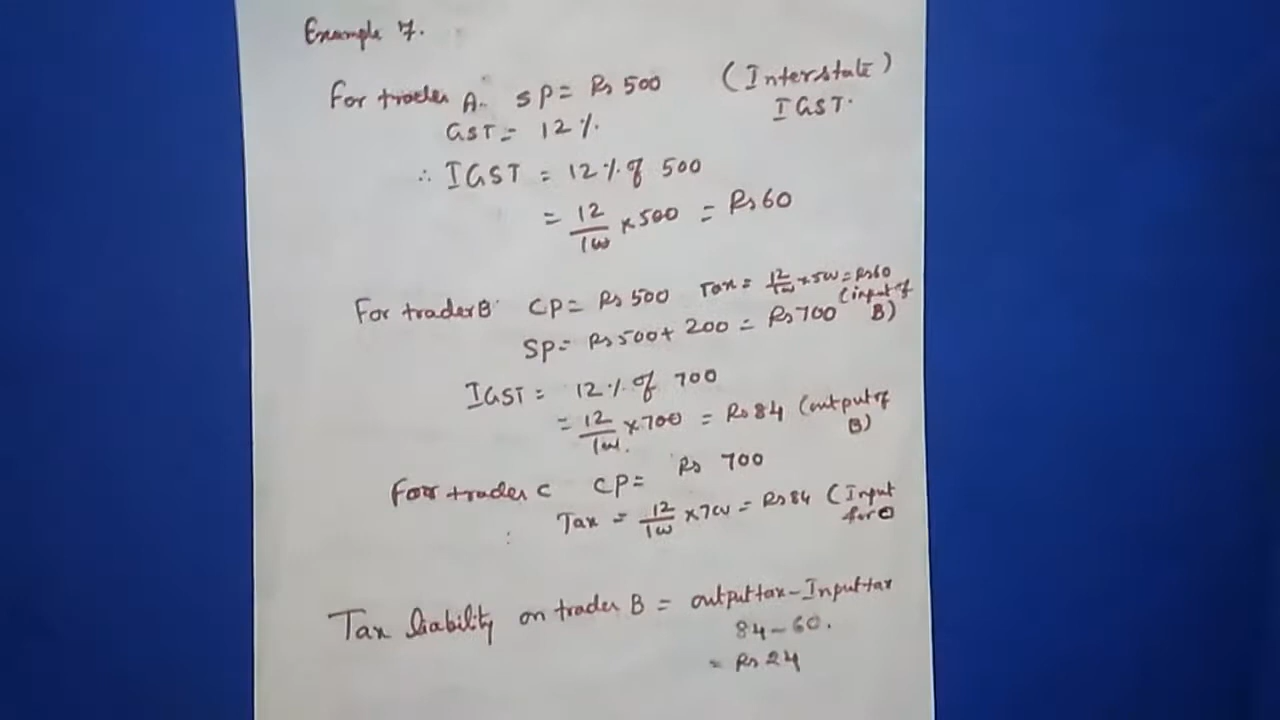 Example 7.
For trader A. SP = Rs 500 (Interstate)
IGST.
GST = 12%
∴ IGST = 12% of 500
= 12/100 x 500 = Rs 60
For trader B CP = Rs 500 Tax = 12/100 x 500 = Rs 60
(input of B)
SP = Rs 500 + 200 = Rs 700
IGST = 12% of 700
= 12/100 x 700 = Rs 84 (output of B)
For trader C CP = Rs 700
Tax = 12/100 x 700 = Rs 84 (Input for C)
Tax liability on trader B = output tax - Input tax
84 - 60.
= Rs 24